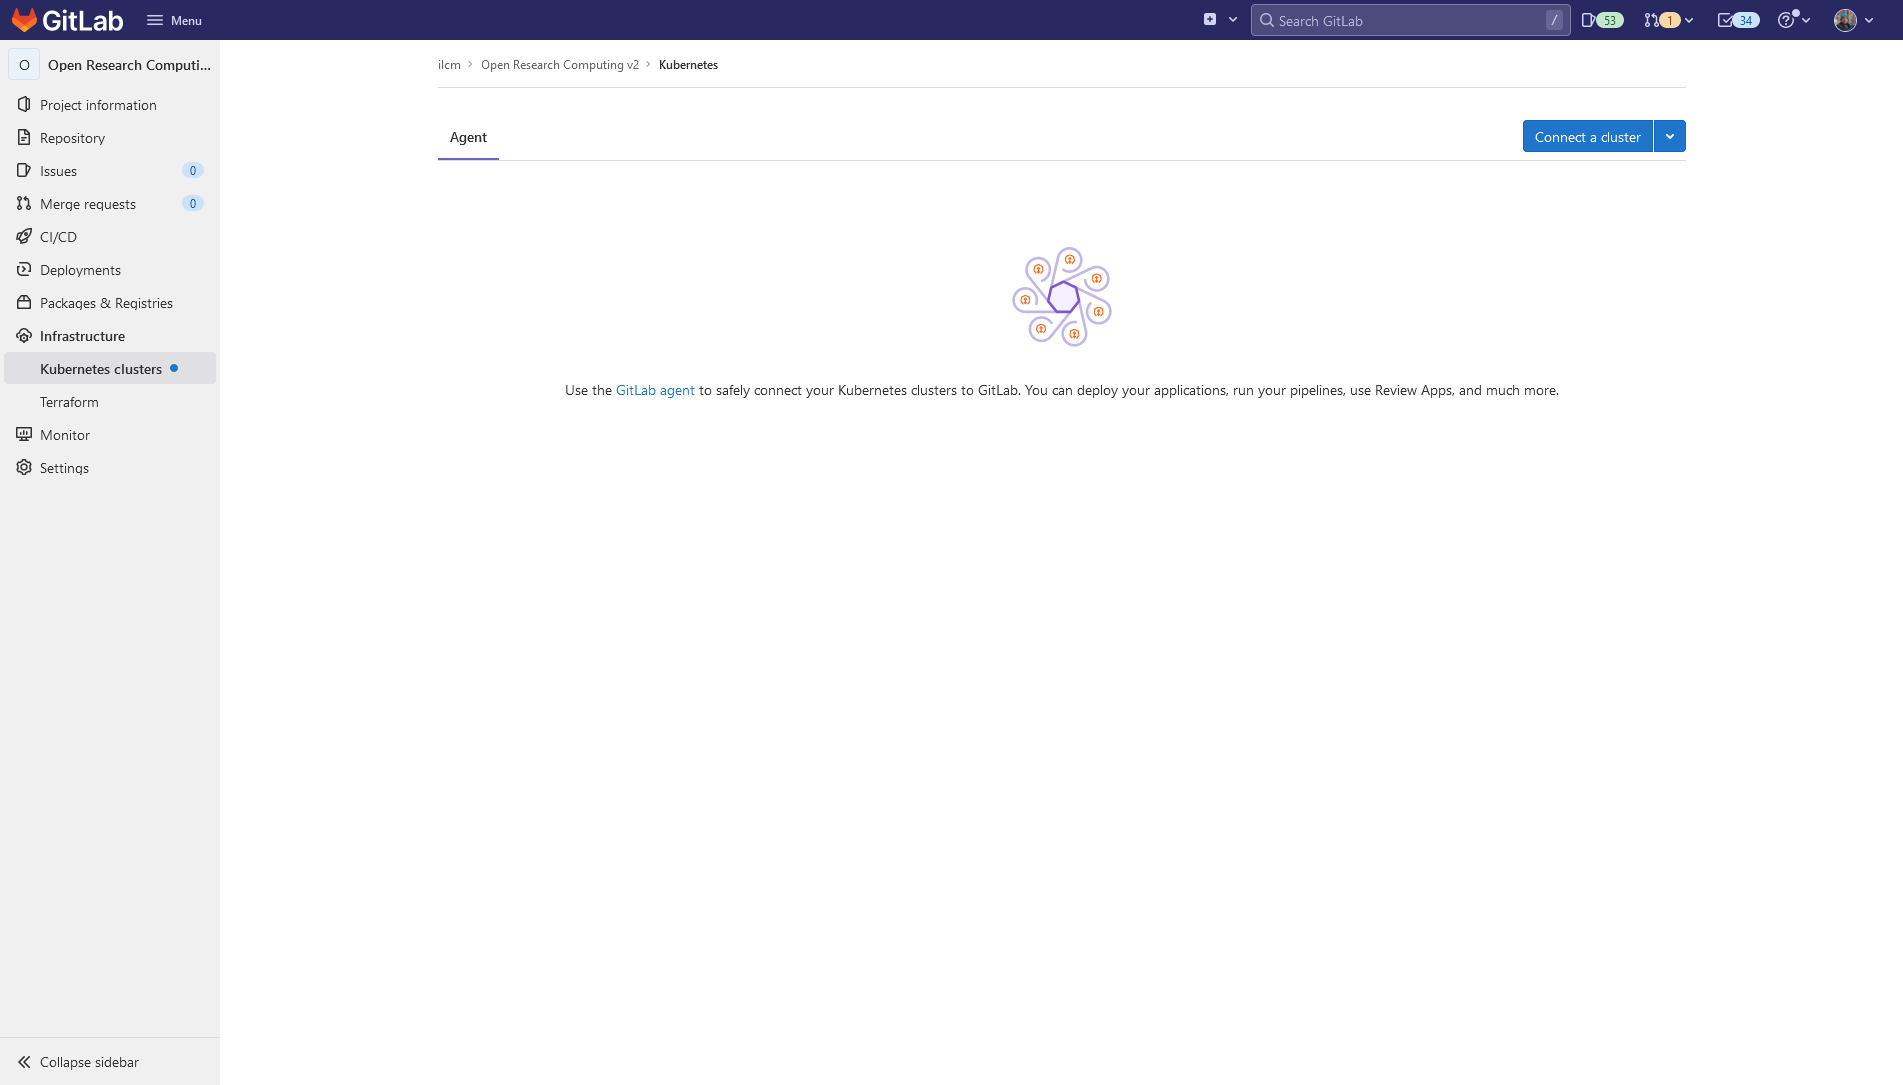 GitLab
Menu
Search GitLab
/
53
1
34
O
Open Research Computi...
Project information
Repository
Issues
0
Merge requests
0
CI/CD
Deployments
Packages & Registries
Infrastructure
Kubernetes clusters
Terraform
Monitor
Settings
Collapse sidebar
ilcm
Open Research Computing v2
Kubernetes
Agent
Connect a cluster
Use the GitLab agent to safely connect your Kubernetes clusters to GitLab. You can deploy your applications, run your pipelines, use Review Apps, and much more.